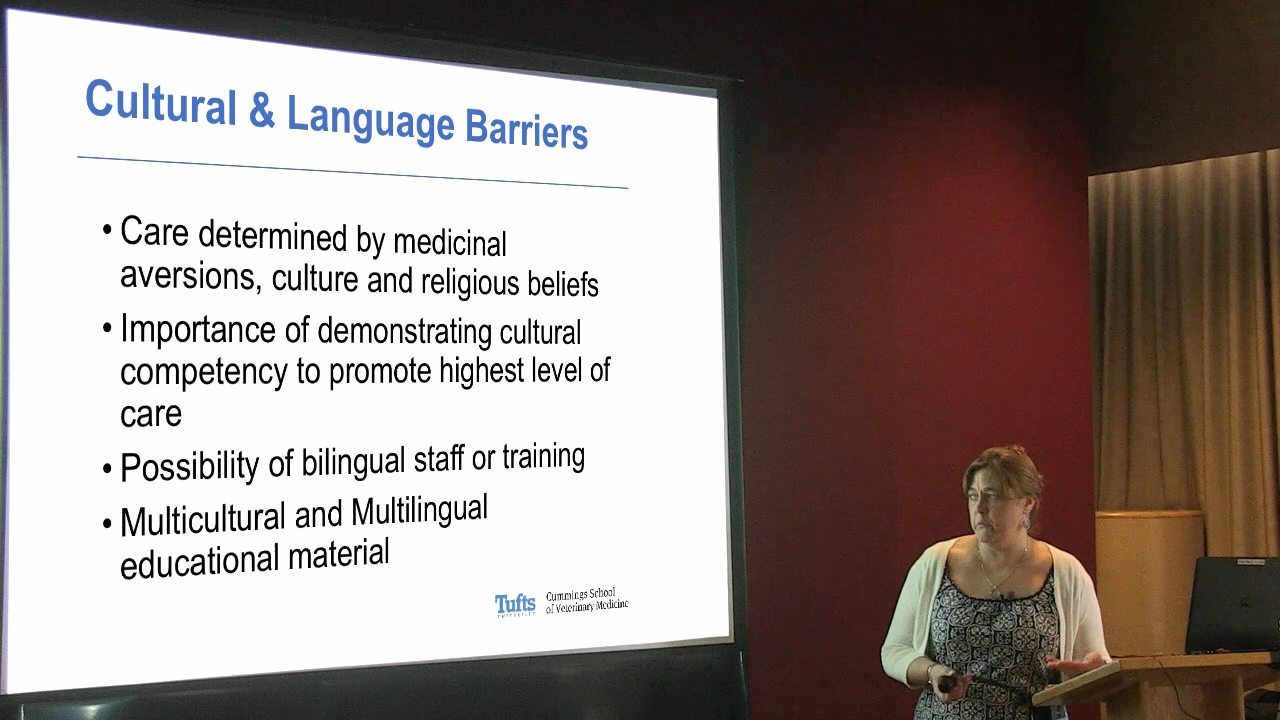 Cultural & Language Barriers
• Care determined by medicinal
aversions, culture and religious beliefs
• Importance of demonstrating cultural
competency to promote highest level of
care
• Possibility of bilingual staff or training
• Multicultural and Multilingual
educational material
Tufts
UNIVERSITY
Cummings School
of Veterinary Medicine